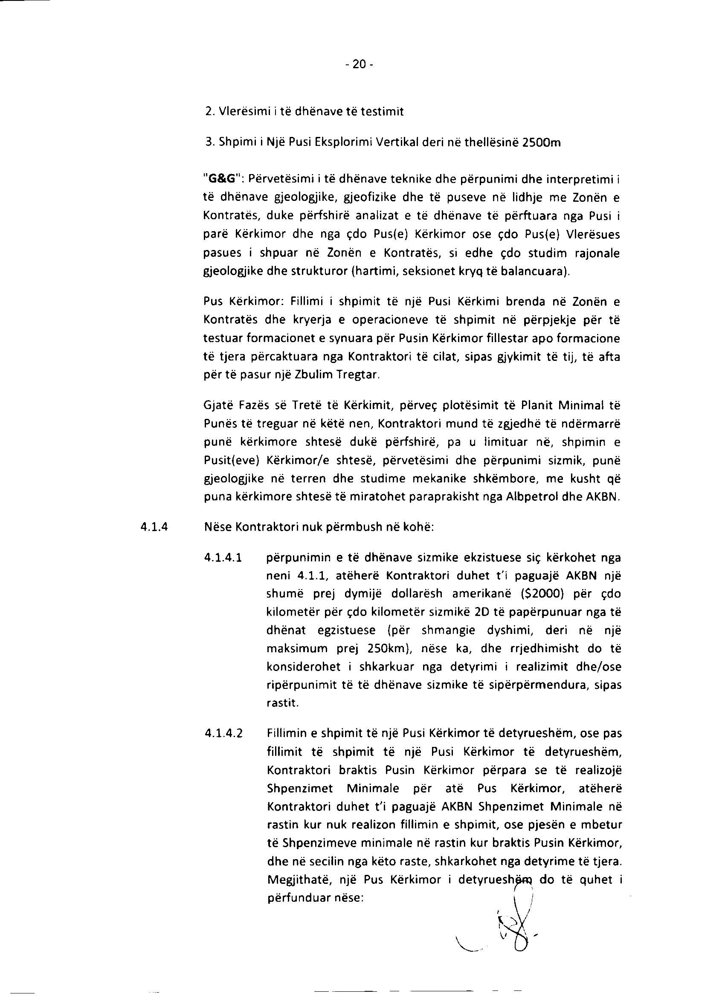 - 20 -
2. Vlerësimi i të dhënave të testimit
3. Shpimi i Një Pusi Eksplorimi Vertikal deri në thellësinë 2500m
"G&G": Përvetësimi i të dhënave teknike dhe përpunimi dhe interpretimi i
të dhënave gjeologjike, gjeofizike dhe të puseve në lidhje me Zonën e
Kontratës, duke përfshirë analizat e të dhënave të përftuara nga Pusi i
parë Kërkimor dhe nga çdo Pus(e) Kërkimor ose çdo Pus(e) Vlerësues
pasues i shpuar në Zonën e Kontratës, si edhe çdo studim rajonale
gjeologjike dhe strukturor (hartimi, seksionet kryq të balancuara).
Pus Kërkimor: Fillimi i shpimit të një Pusi Kërkimi brenda në Zonën e
Kontratës dhe kryerja e operacioneve të shpimit në përpjekje për të
testuar formacionet e synuara për Pusin Kërkimor fillestar apo formacione
të tjera përcaktuara nga Kontraktori të cilat, sipas gjykimit të tij, të afta
për të pasur një Zbulim Tregtar.
Gjatë Fazës së Tretë të Kërkimit, përveç plotësimit të Planit Minimal të
Punës të treguar në këtë nen, Kontraktori mund të zgjedhë të ndërmarrë
punë kërkimore shtesë dukë përfshirë, pa u limituar në, shpimin e
Pusit(eve) Kërkimor/e shtesë, përvetësimi dhe përpunimi sizmik, punë
gjeologjike në terren dhe studime mekanike shkëmbore, me kusht që
puna kërkimore shtesë të miratohet paraprakisht nga Albpetrol dhe AKBN.
4.1.4 Nëse Kontraktori nuk përmbush në kohë:
4.1.4.1 përpunimin e të dhënave sizmike ekzistuese siç kërkohet nga
neni 4.1.1, atëherë Kontraktori duhet t'i paguajë AKBN një
shumë prej dymijë dollarësh amerikanë ($2000) për çdo
kilometër për çdo kilometër sizmikë 2D të papërpunuar nga të
dhënat egzistuese (për shmangie dyshimi, deri në një
maksimum prej 250km), nëse ka, dhe rrjedhimisht do të
konsiderohet i shkarkuar nga detyrimi i realizimit dhe/ose
ripërpunimit të të dhënave sizmike të sipërpërmendura, sipas
rastit.
4.1.4.2 Fillimin e shpimit të një Pusi Kërkimor të detyrueshëm, ose pas
fillimit të shpimit të një Pusi Kërkimor të detyrueshëm,
Kontraktori braktis Pusin Kërkimor përpara se të realizojë
Shpenzimet Minimale për atë Pus Kërkimor, atëherë
Kontraktori duhet t'i paguajë AKBN Shpenzimet Minimale në
rastin kur nuk realizon fillimin e shpimit, ose pjesën e mbetur
të Shpenzimeve minimale në rastin kur braktis Pusin Kërkimor,
dhe në secilin nga këto raste, shkarkohet nga detyrime të tjera.
Megjithatë, një Pus Kërkimor i detyrueshëm do të quhet i
përfunduar nëse: